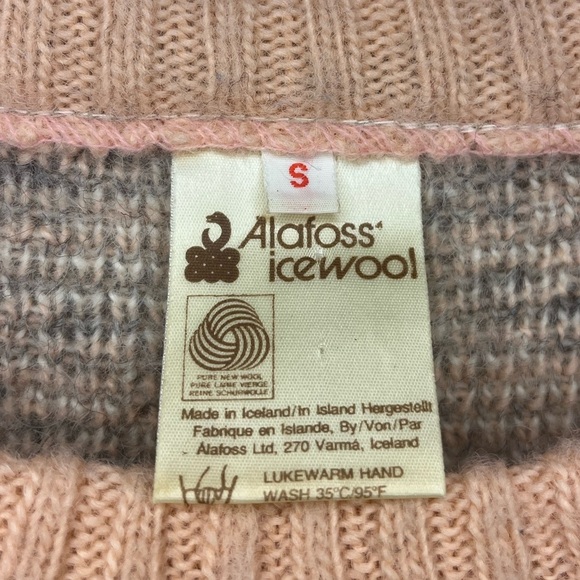 S
Álafoss
icewool
PURE NEW WOOL
PURE LAINE VIERGE
REINE SCHURWOLLE
Made in Iceland/In Island Hergestellt
Fabrique en Islande, By/Von/Par
Álafoss Ltd, 270 Varmá, Iceland
LUKEWARM HAND
WASH 35°C/95°F